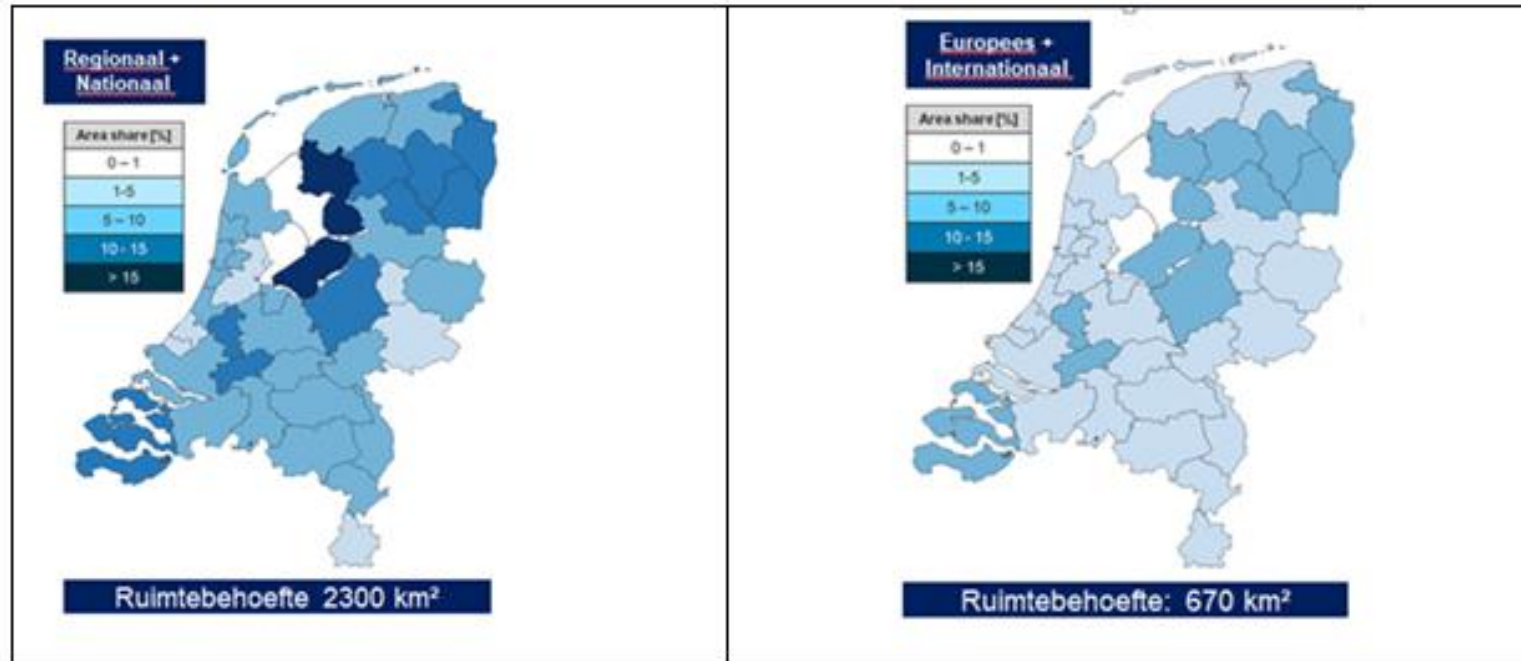 Regionaal +
Nationaal
Area share [%]
0 – 1
1-5
5 – 10
10 - 15
> 15
Ruimtebehoefte 2300 km²
Europees +
Internationaal
Area share [%]
0 – 1
1-5
5 – 10
10 - 15
> 15
Ruimtebehoefte: 670 km²